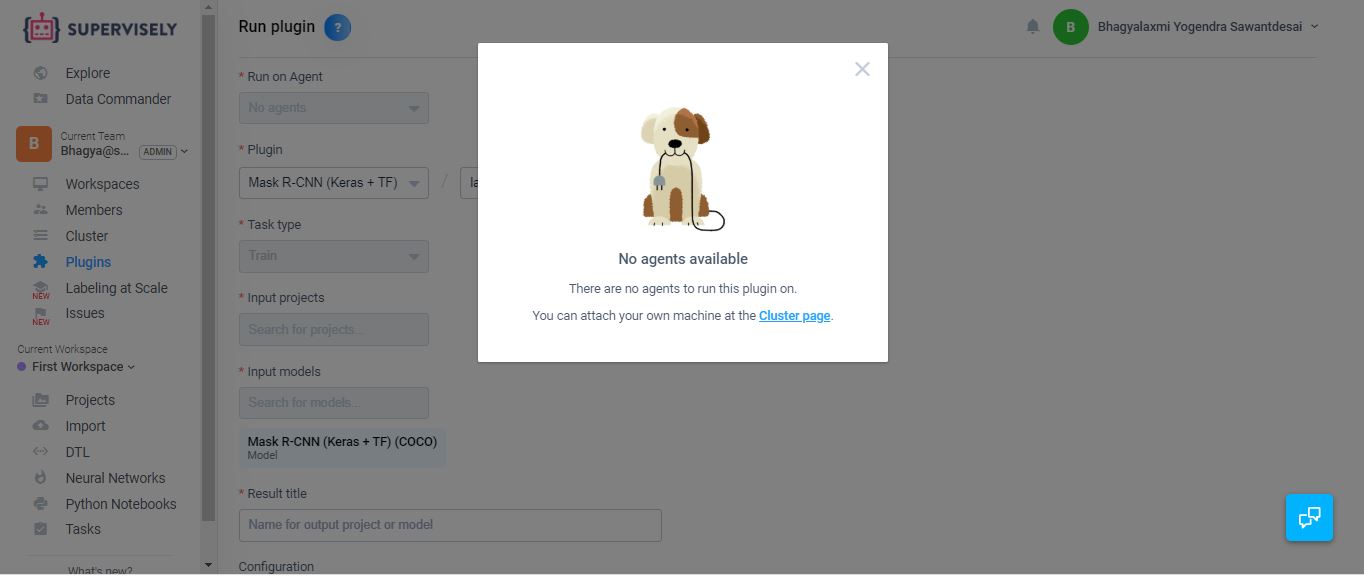 SUPERVISELY
Explore
Data Commander
Current Team
B
Bhagya@s... ADMIN
Workspaces
Members
Cluster
Plugins
Labeling at Scale
NEW
Issues
NEW
Current Workspace
First Workspace
Projects
Import
DTL
Neural Networks
Python Notebooks
Tasks
What's new?
Run plugin ?
B Bhagyalaxmi Yogendra Sawantdesai
* Run on Agent
No agents
* Plugin
Mask R-CNN (Keras + TF) / la
* Task type
Train
* Input projects
Search for projects...
* Input models
Search for models...
Mask R-CNN (Keras + TF) (COCO)
Model
* Result title
Name for output project or model
Configuration
No agents available
There are no agents to run this plugin on.
You can attach your own machine at the Cluster page.